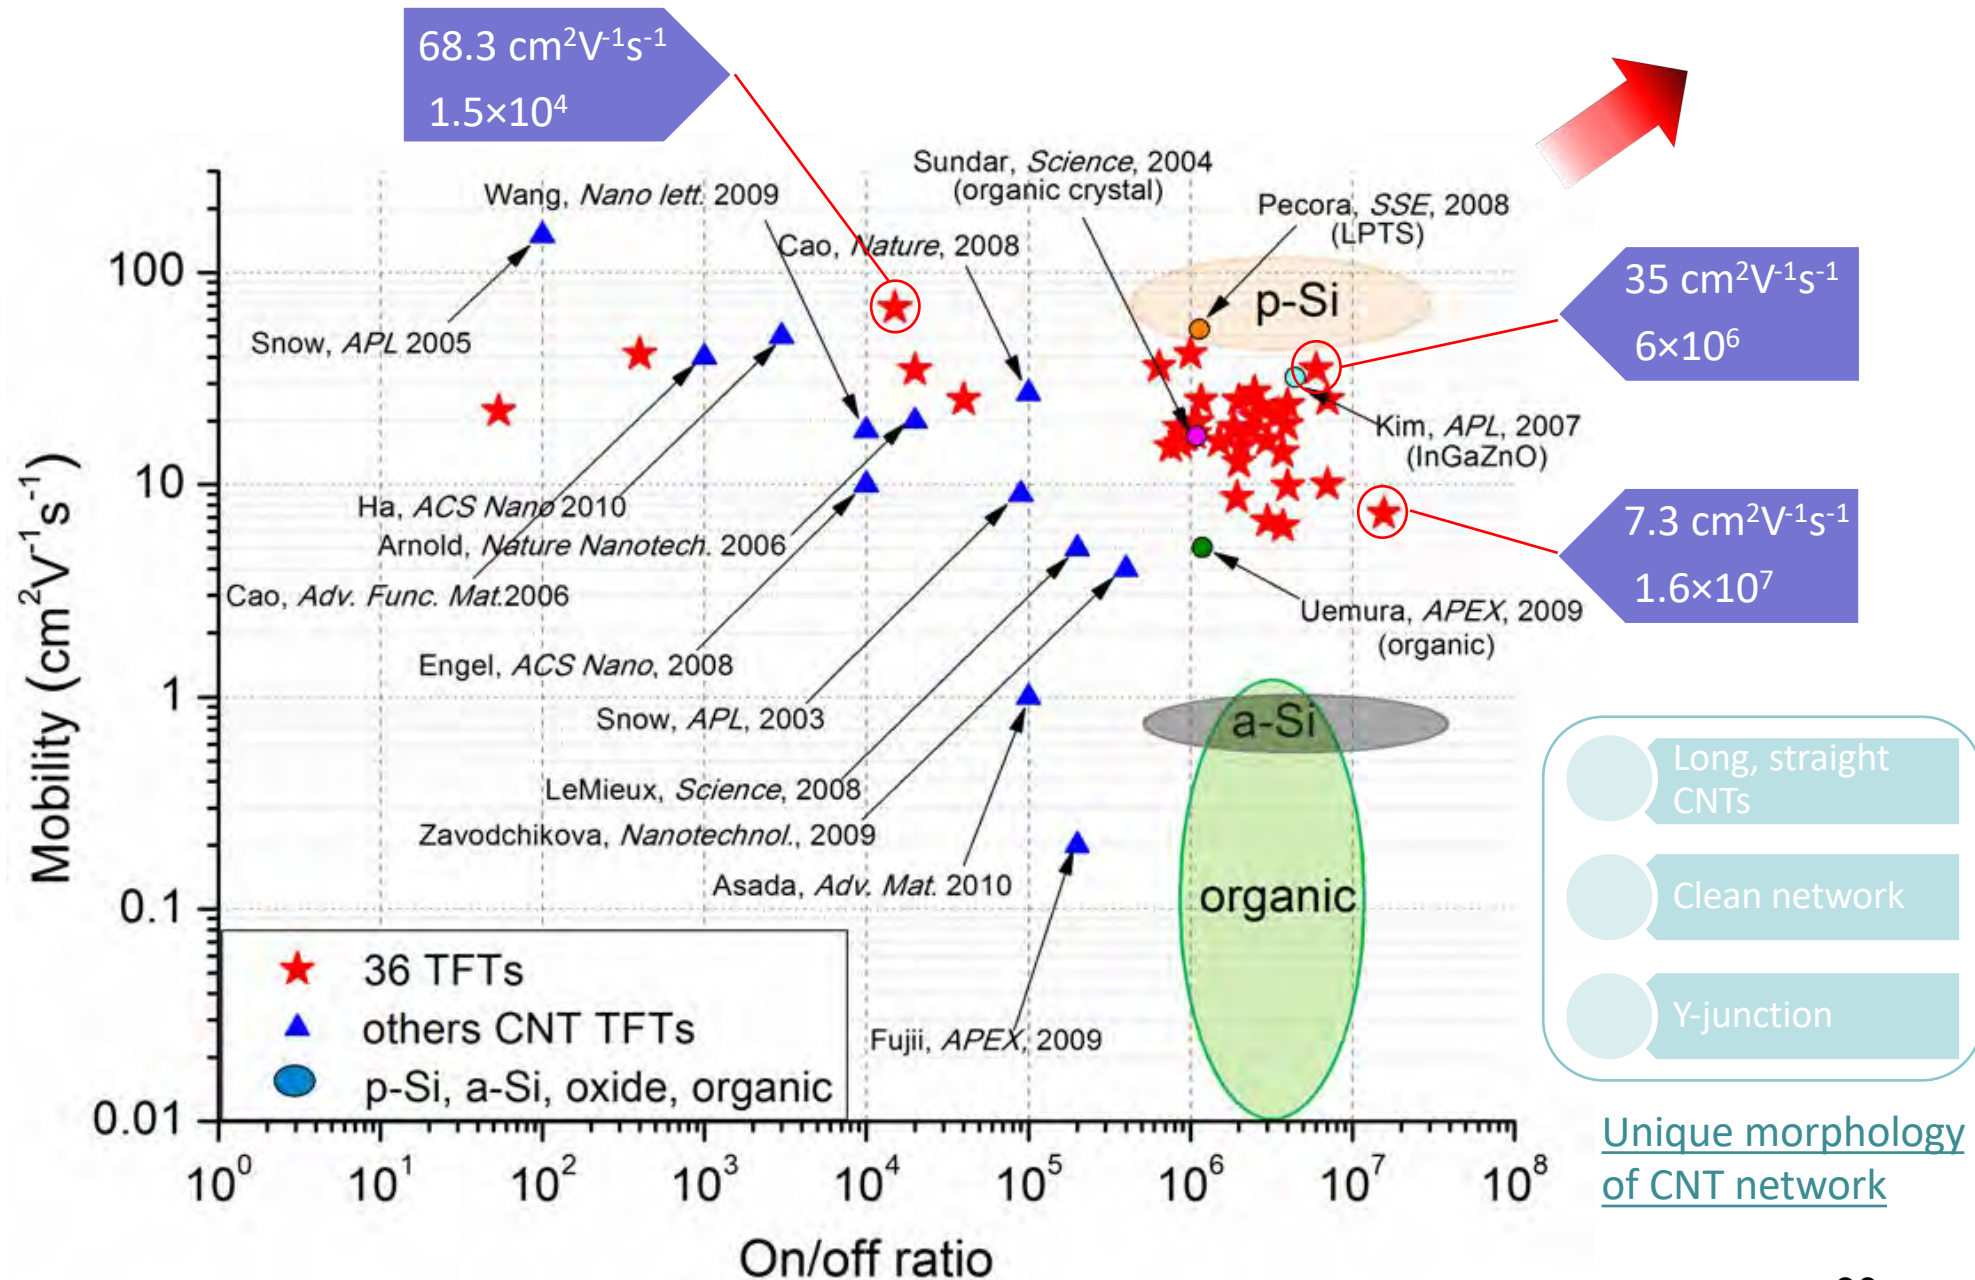 68.3 cm²V⁻¹s⁻¹
1.5×10⁴
Sundar, Science, 2004
(organic crystal)
Wang, Nano lett. 2009
Pecora, SSE, 2008
(LPTS)
Cao, Nature, 2008
100
p-Si
35 cm²V⁻¹s⁻¹
6×10⁶
Snow, APL 2005
Kim, APL, 2007
(InGaZnO)
10
Ha, ACS Nano 2010
Arnold, Nature Nanotech. 2006
7.3 cm²V⁻¹s⁻¹
1.6×10⁷
Cao, Adv. Func. Mat.2006
Uemura, APEX, 2009
(organic)
Engel, ACS Nano, 2008
1
Snow, APL, 2003
a-Si
LeMieux, Science, 2008
Zavodchikova, Nanotechnol., 2009
Asada, Adv. Mat. 2010
0.1
organic
Fujii, APEX, 2009
0.01
Mobility (cm²V⁻¹s⁻¹)
36 TFTs
others CNT TFTs
p-Si, a-Si, oxide, organic
10⁰ 10¹ 10² 10³ 10⁴ 10⁵ 10⁶ 10⁷ 10⁸
On/off ratio
Long, straight
CNTs
Clean network
Y-junction
Unique morphology
of CNT network